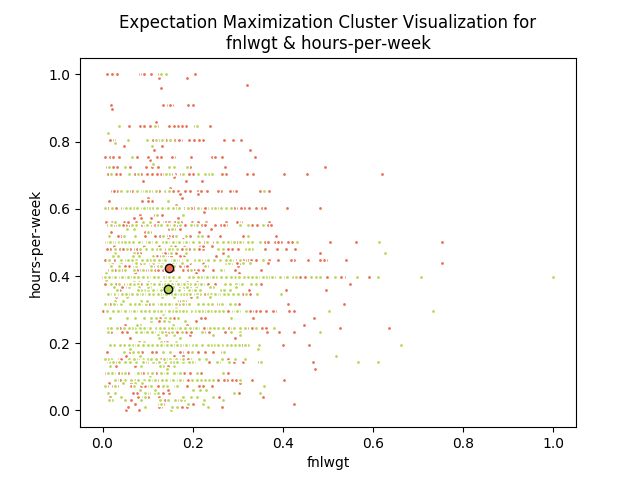 Expectation Maximization Cluster Visualization for
fnlwgt & hours-per-week
1.0
0.8
0.6
0.4
0.2
0.0
hours-per-week
0.0 0.2 0.4 0.6 0.8 1.0
fnlwgt